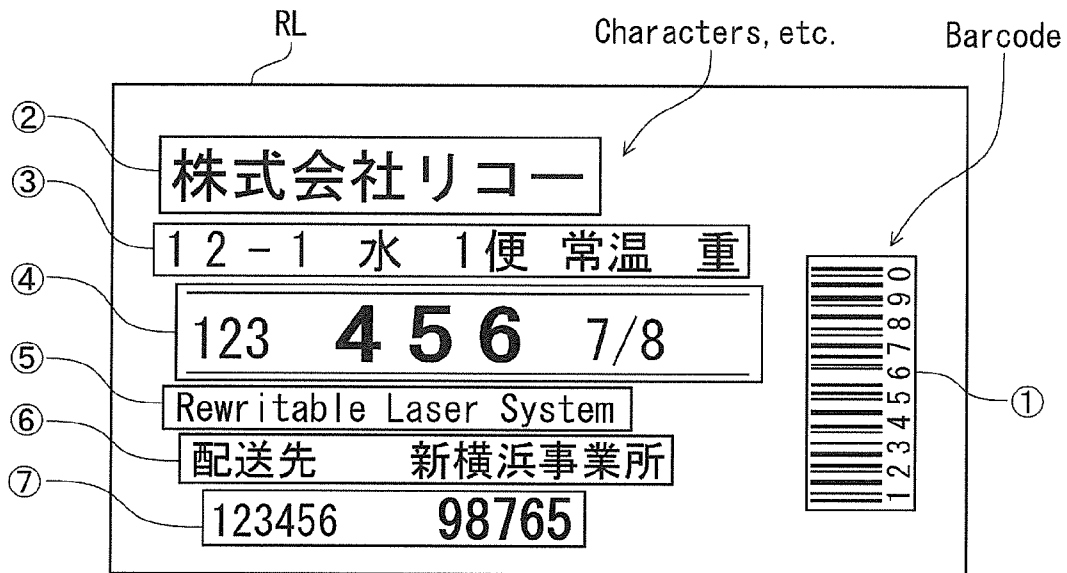 RL
Characters, etc.
Barcode
②
株式会社リコー
③
12-1 水 1便 常温 重
④
123 456 7/8
⑤
Rewritable Laser System
⑥
配送先 新横浜事業所
⑦
123456 98765
1234567890
①